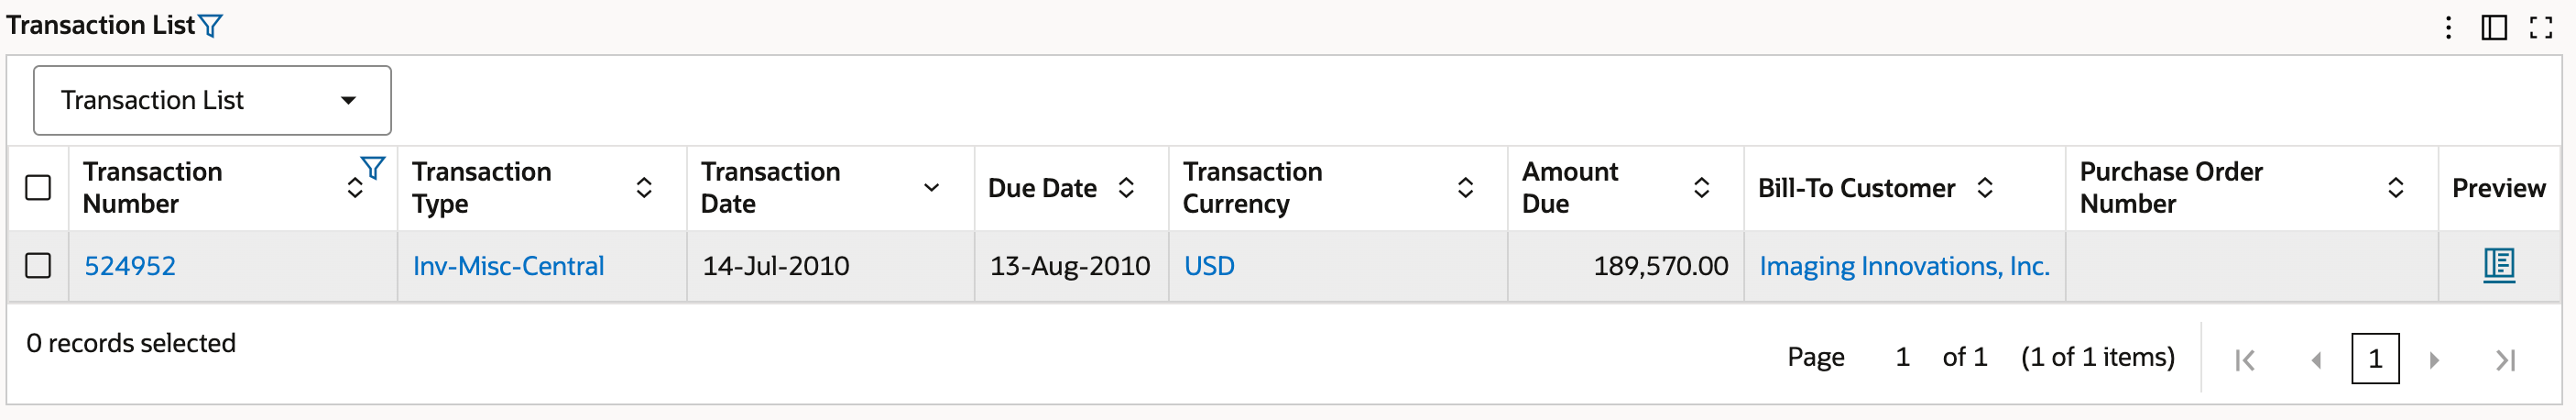 Transaction List
Transaction List
Transaction Number
Transaction Type
Transaction Date
Due Date
Transaction Currency
Amount Due
Bill-To Customer
Purchase Order Number
Preview
524952
Inv-Misc-Central
14-Jul-2010
13-Aug-2010
USD
189,570.00
Imaging Innovations, Inc.
0 records selected
Page 1 of 1 (1 of 1 items)
1